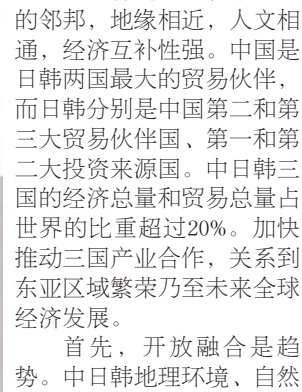 的邻邦，地缘相近，人文相
通，经济互补性强。中国是
日韩两国最大的贸易伙伴，
而日韩分别是中国第二和第
三大贸易伙伴国、第一和第
二大投资来源国。中日韩三
国的经济总量和贸易总量占
世界的比重超过20%。加快
推动三国产业合作，关系到
东亚区域繁荣乃至未来全球
经济发展。
首先，开放融合是趋
势。中日韩地理环境、自然